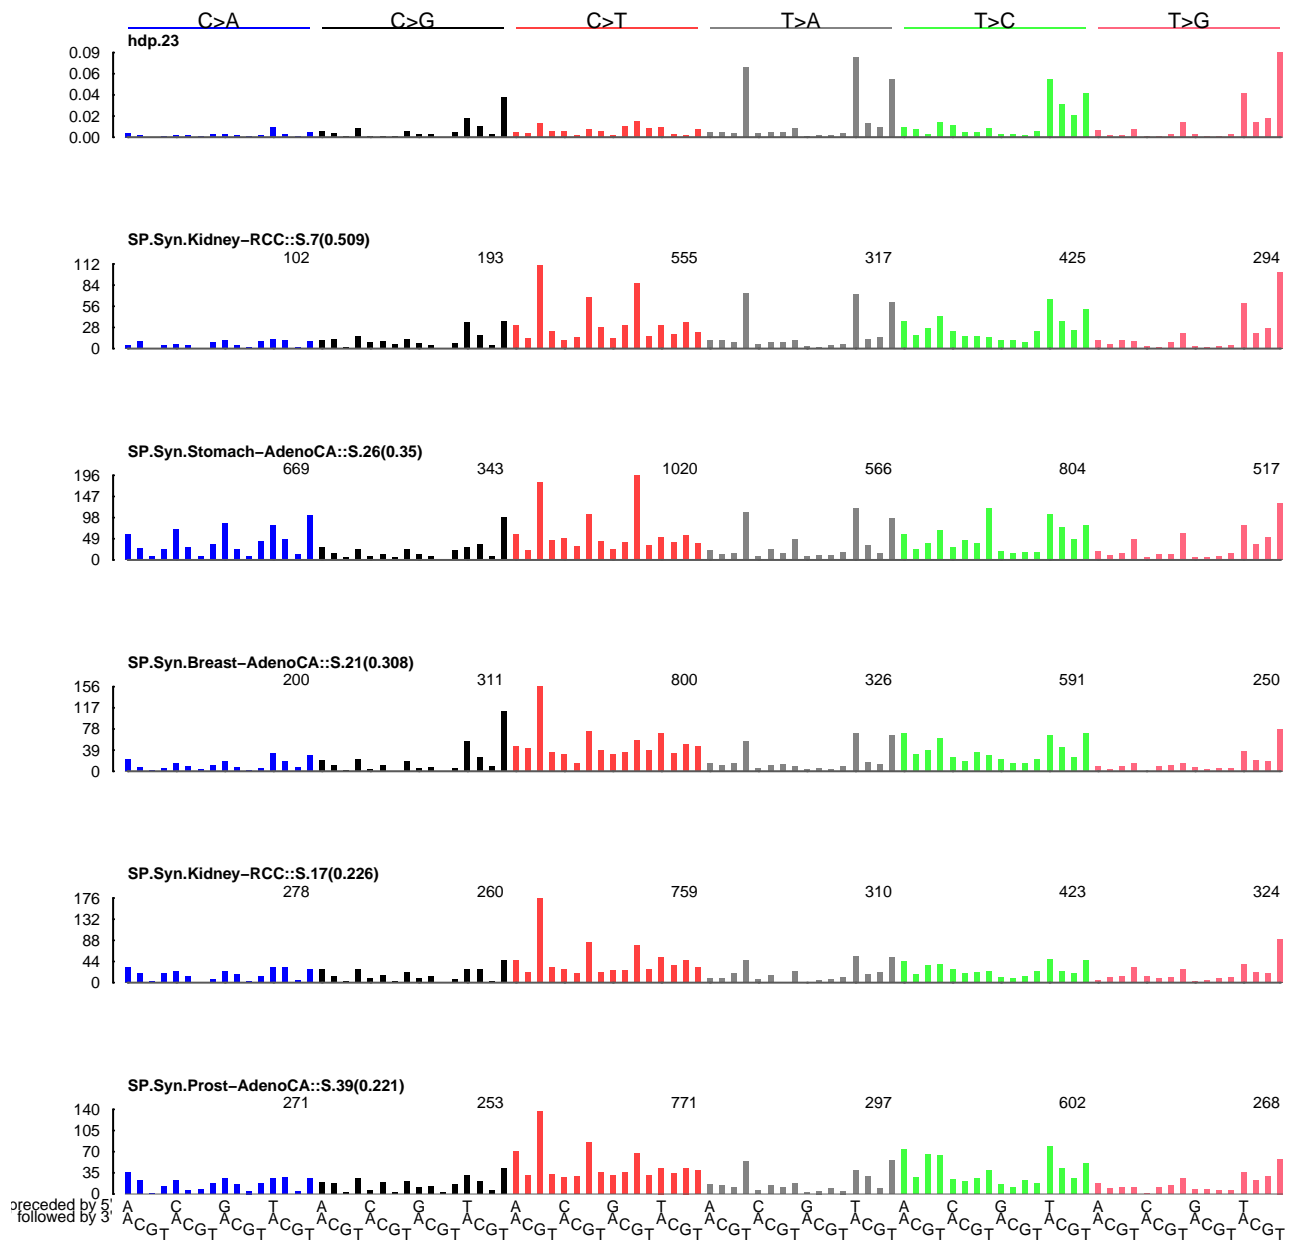 C>A C>G C>T T>A T>C T>G
hdp.23
0.09
0.06
0.04
0.02
0.00
SP.Syn.Kidney−RCC::S.7(0.509)
102 193 555 317 425 294
112
84
56
28
0
SP.Syn.Stomach−AdenoCA::S.26(0.35)
669 343 1020 566 804 517
196
147
98
49
0
SP.Syn.Breast−AdenoCA::S.21(0.308)
200 311 800 326 591 250
156
117
78
39
0
SP.Syn.Kidney−RCC::S.17(0.226)
278 260 759 310 423 324
176
132
88
44
0
SP.Syn.Prost−AdenoCA::S.39(0.221)
271 253 771 297 602 268
140
105
70
35
0
preceded by 5' A C G T A C G T A C G T A C G T A C G T A C G T
followed by 3' A C G T A C G T A C G T A C G T A C G T A C G T A C G T A C G T A C G T A C G T A C G T A C G T A C G T A C G T A C G T A C G T A C G T A C G T A C G T A C G T A C G T A C G T A C G T A C G T